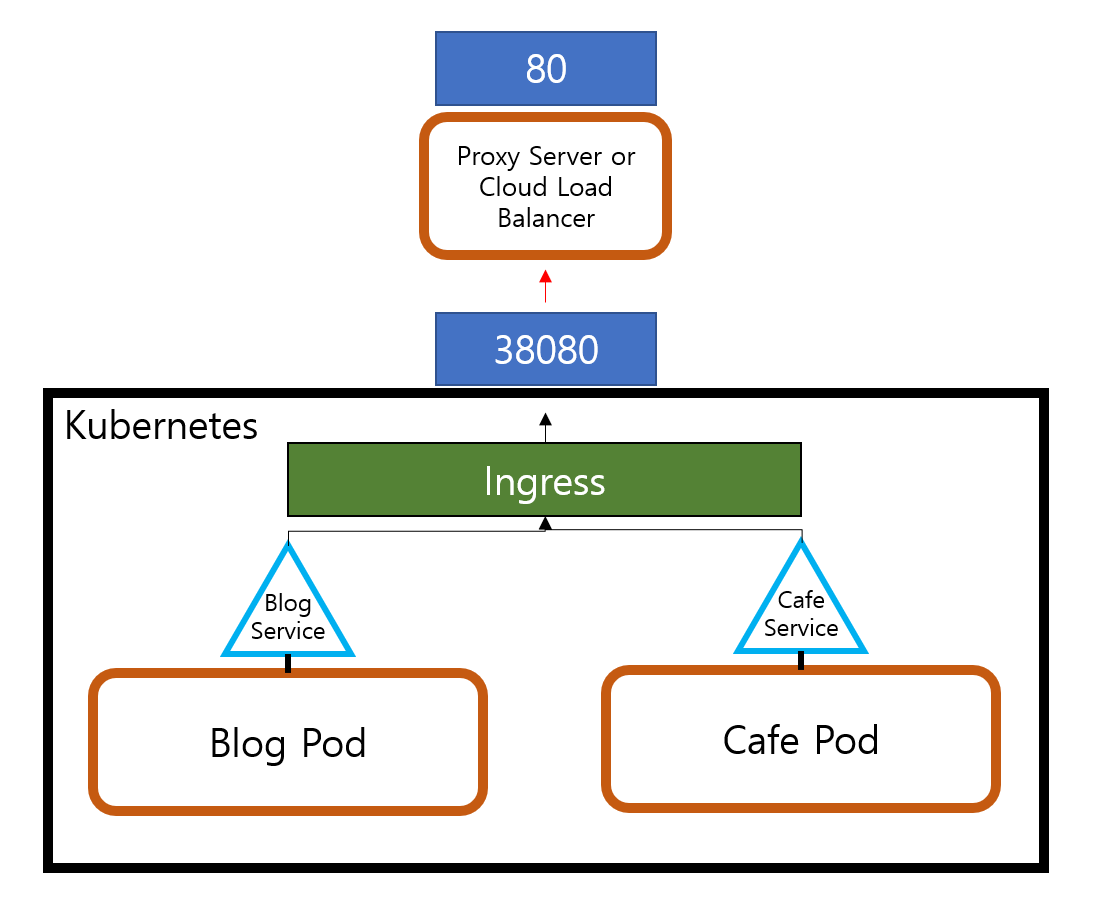 80
Proxy Server or
Cloud Load
Balancer
38080
Kubernetes
Ingress
Blog
Service
Cafe
Service
Blog Pod
Cafe Pod